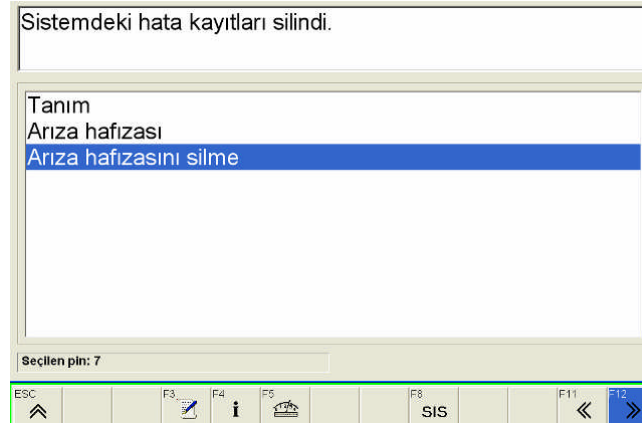 Sistemdeki hata kayıtları silindi.
Tanım
Arıza hafızası
Arıza hafızasını silme
Seçilen pin: 7
ESC F3 F4 F5 F8 F11 F12
i SIS